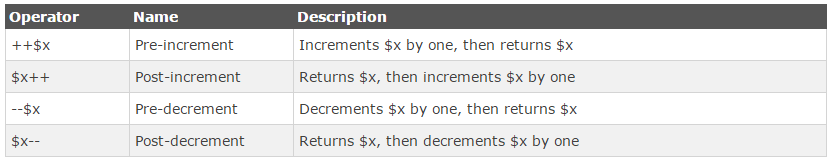 Operator Name Description
++$x Pre-increment Increments $x by one, then returns $x
$x++ Post-increment Returns $x, then increments $x by one
--$x Pre-decrement Decrements $x by one, then returns $x
$x-- Post-decrement Returns $x, then decrements $x by one